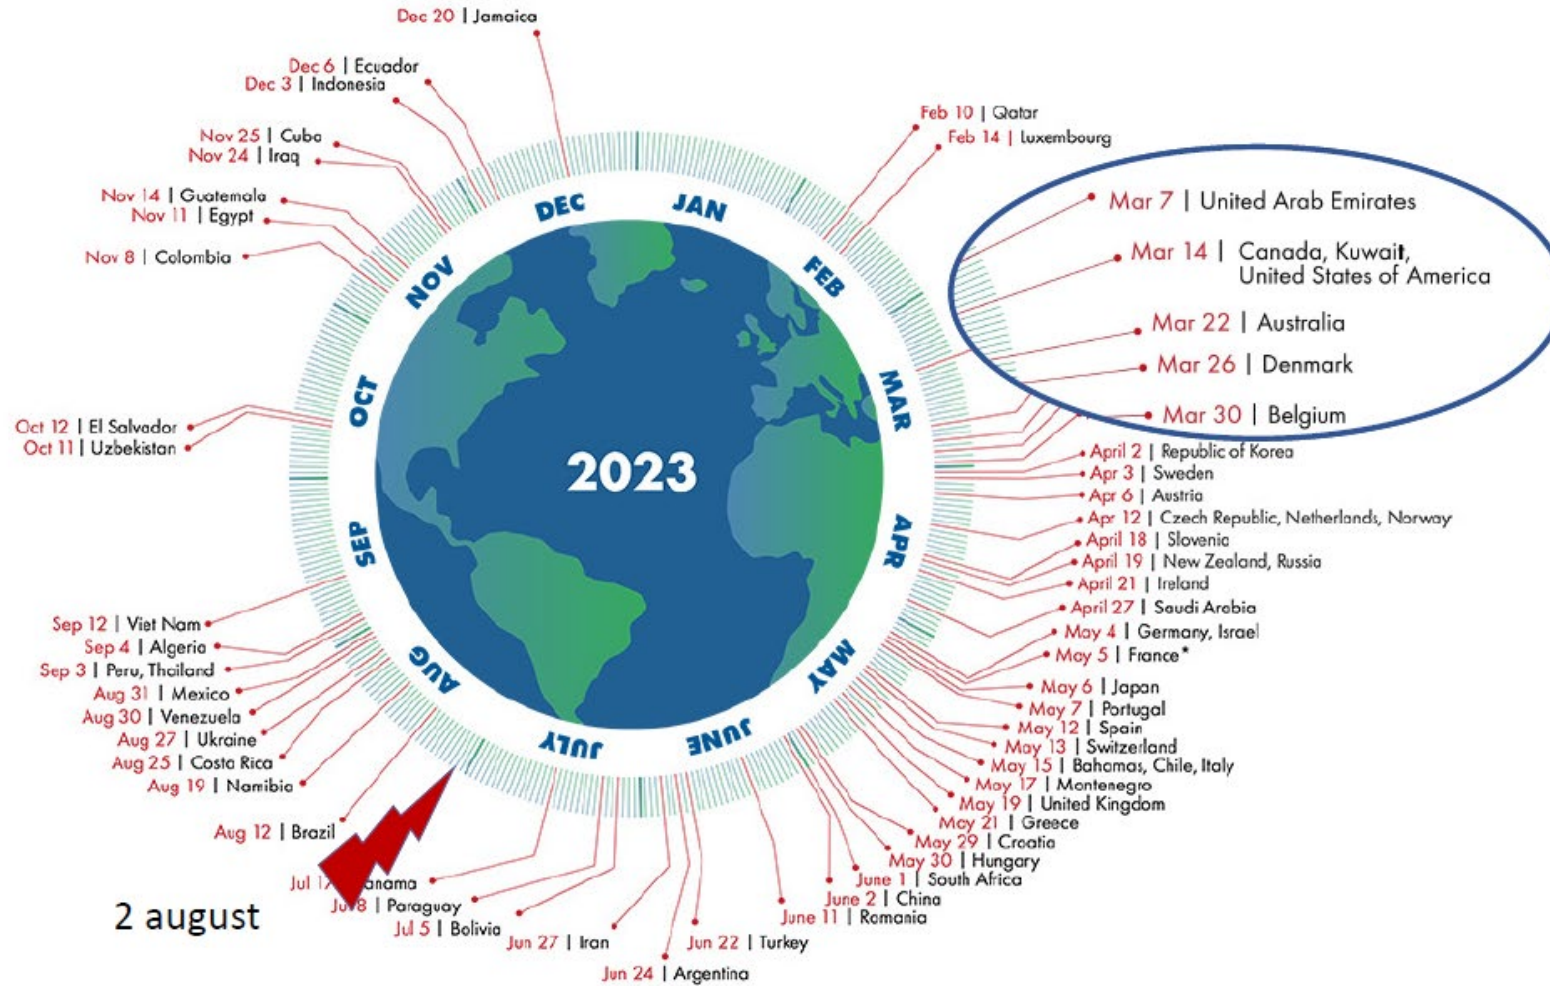 Dec 20 | Jamaica
Dec 6 | Ecuador
Dec 3 | Indonesia
Nov 25 | Cuba
Nov 24 | Iraq
Nov 14 | Guatemala
Nov 11 | Egypt
Nov 8 | Colombia
Oct 12 | El Salvador
Oct 11 | Uzbekistan
Sep 12 | Viet Nam
Sep 4 | Algeria
Sep 3 | Peru, Thailand
Aug 31 | Mexico
Aug 30 | Venezuela
Aug 27 | Ukraine
Aug 25 | Costa Rica
Aug 19 | Namibia
Aug 12 | Brazil
2 august
Feb 10 | Qatar
Feb 14 | Luxembourg
Mar 7 | United Arab Emirates
Mar 14 | Canada, Kuwait,
United States of America
Mar 22 | Australia
Mar 26 | Denmark
Mar 30 | Belgium
April 2 | Republic of Korea
Apr 3 | Sweden
Apr 6 | Austria
Apr 12 | Czech Republic, Netherlands, Norway
April 18 | Slovenia
April 19 | New Zealand, Russia
April 21 | Ireland
April 27 | Saudi Arabia
May 4 | Germany, Israel
May 5 | France*
May 6 | Japan
May 7 | Portugal
May 12 | Spain
May 13 | Switzerland
May 15 | Bahamas, Chile, Italy
May 17 | Montenegro
May 19 | United Kingdom
May 21 | Greece
May 29 | Croatia
May 30 | Hungary
June 1 | South Africa
June 2 | China
June 11 | Romania
Jun 22 | Turkey
Jun 24 | Argentina
Jun 27 | Iran
Jul 5 | Bolivia
8 | Paraguay
Jul
JAN
FEB
MAR
APR
MAY
JUNE
JULY
AUG
SEP
OCT
NOV
DEC
2023